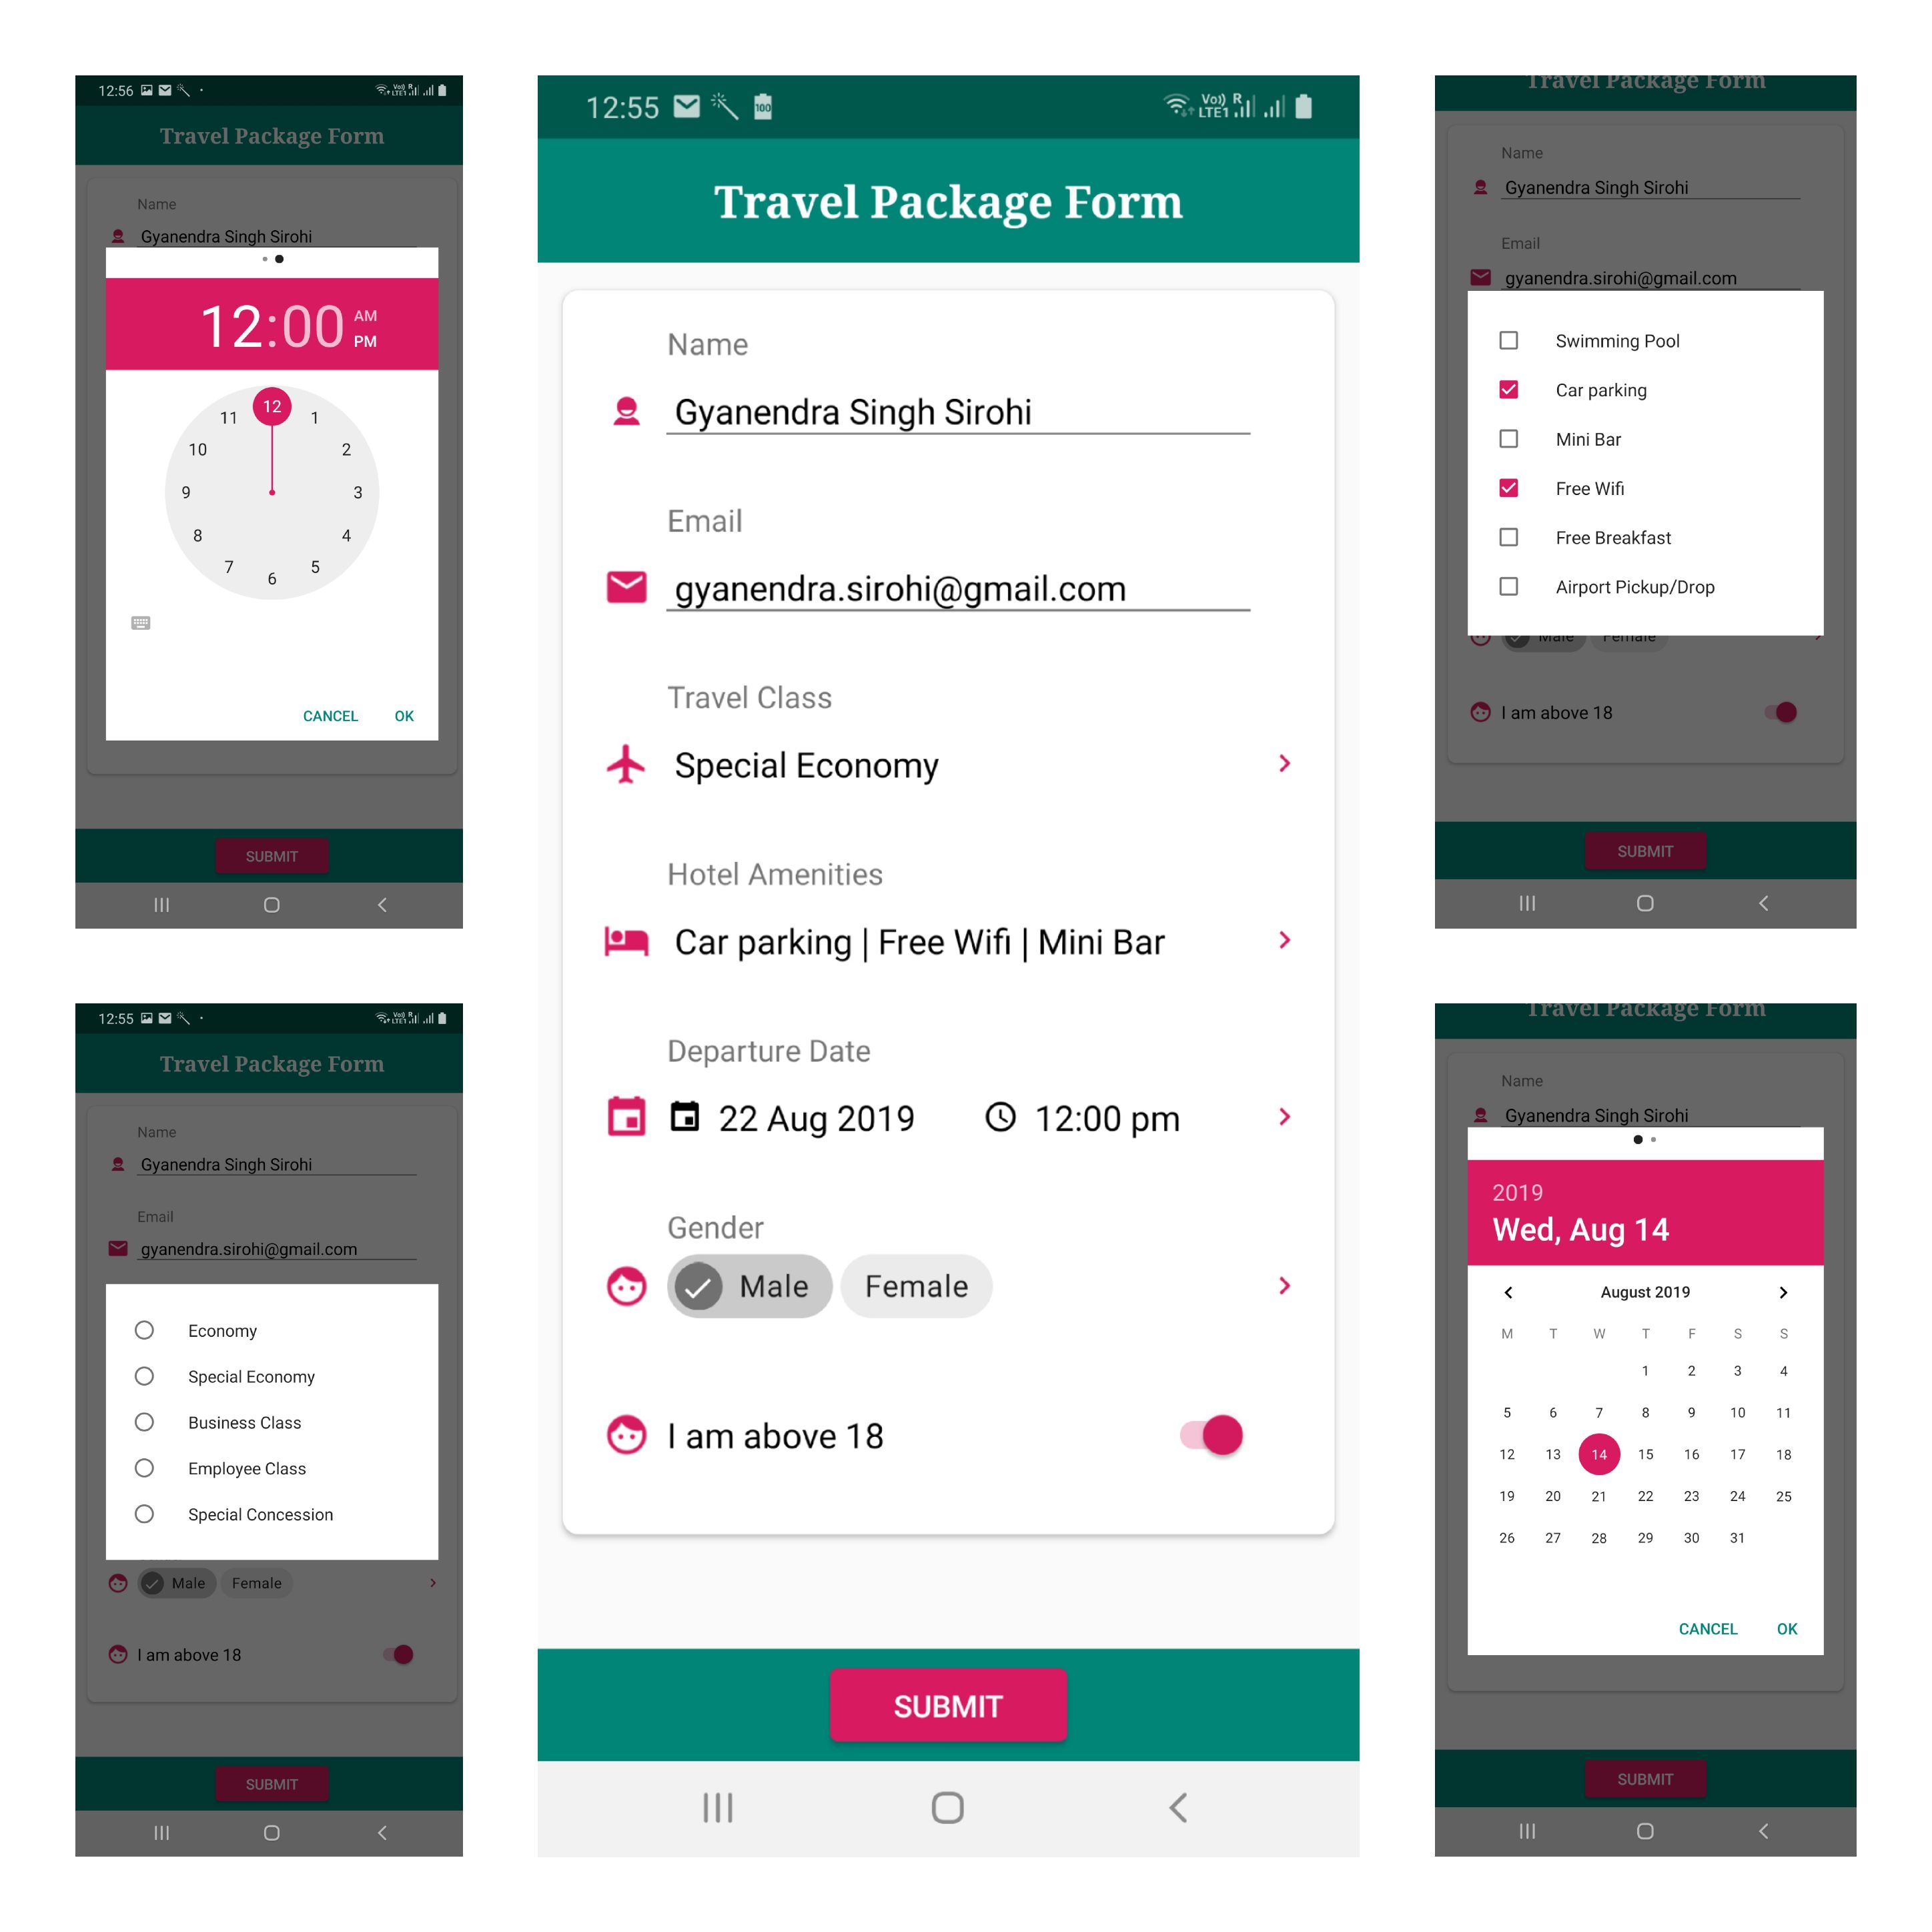 12:56
Vo)) R
LTE1
Travel Package Form
Name
Gyanendra Singh Sirohi
12:00 AM
PM
12
11 1
10 2
9 3
8 4
7 5
6
CANCEL OK
SUBMIT
12:55
Vo)) R
LTE1
Travel Package Form
Name
Gyanendra Singh Sirohi
Email
gyanendra.sirohi@gmail.com
Economy
Special Economy
Business Class
Employee Class
Special Concession
Male Female
I am above 18
SUBMIT
12:55 100
Vo)) R
LTE1
Travel Package Form
Name
Gyanendra Singh Sirohi
Email
gyanendra.sirohi@gmail.com
Travel Class
Special Economy
Hotel Amenities
Car parking | Free Wifi | Mini Bar
Departure Date
22 Aug 2019 12:00 pm
Gender
Male Female
I am above 18
SUBMIT
Travel Package Form
Name
Gyanendra Singh Sirohi
Email
gyanendra.sirohi@gmail.com
Swimming Pool
Car parking
Mini Bar
Free Wifi
Free Breakfast
Airport Pickup/Drop
Male Female
I am above 18
SUBMIT
Travel Package Form
Name
Gyanendra Singh Sirohi
2019
Wed, Aug 14
August 2019
M T W T F S S
1 2 3 4
5 6 7 8 9 10 11
12 13 14 15 16 17 18
19 20 21 22 23 24 25
26 27 28 29 30 31
CANCEL OK
SUBMIT